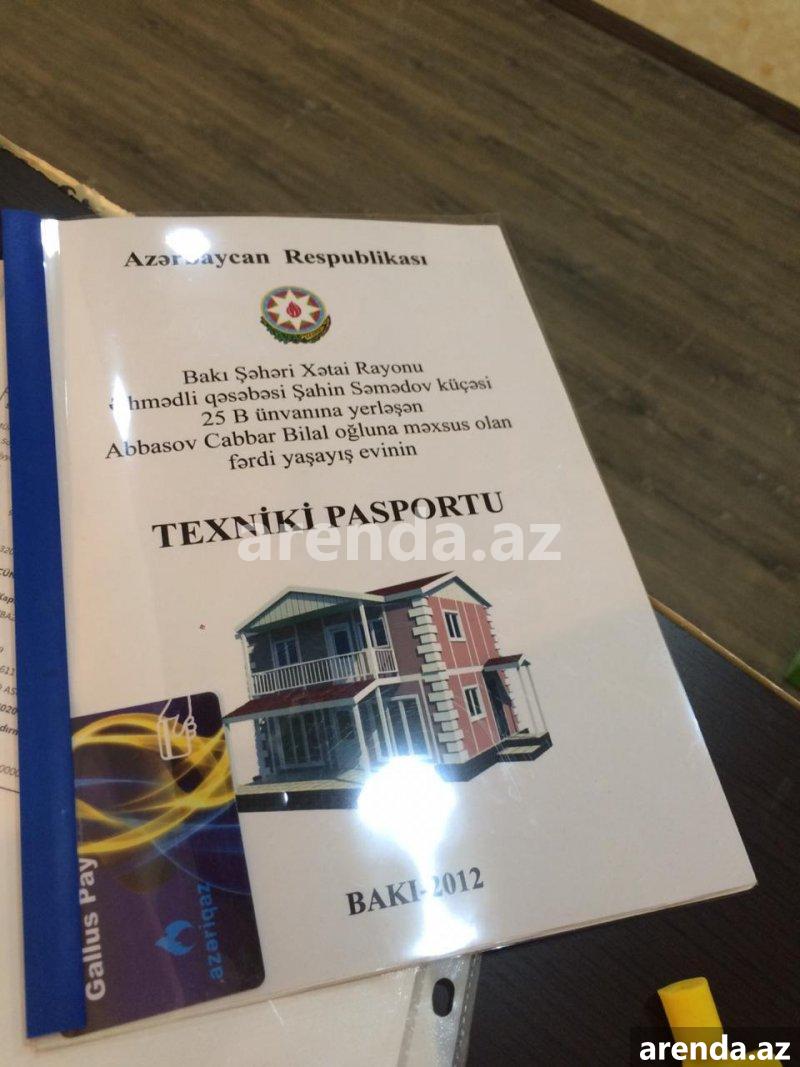 Azərbaycan Respublikası
Bakı Şəhəri Xətai Rayonu
Əhmədli qəsəbəsi Şahin Səmədov küçəsi
25 B ünvanına yerləşən
Abbasov Cabbar Bilal oğluna məxsus olan
fərdi yaşayış evinin
TEXNİKİ PASPORTU
arenda.az
Gallus Pay
azəriqaz
BAKI-2012
arenda.az